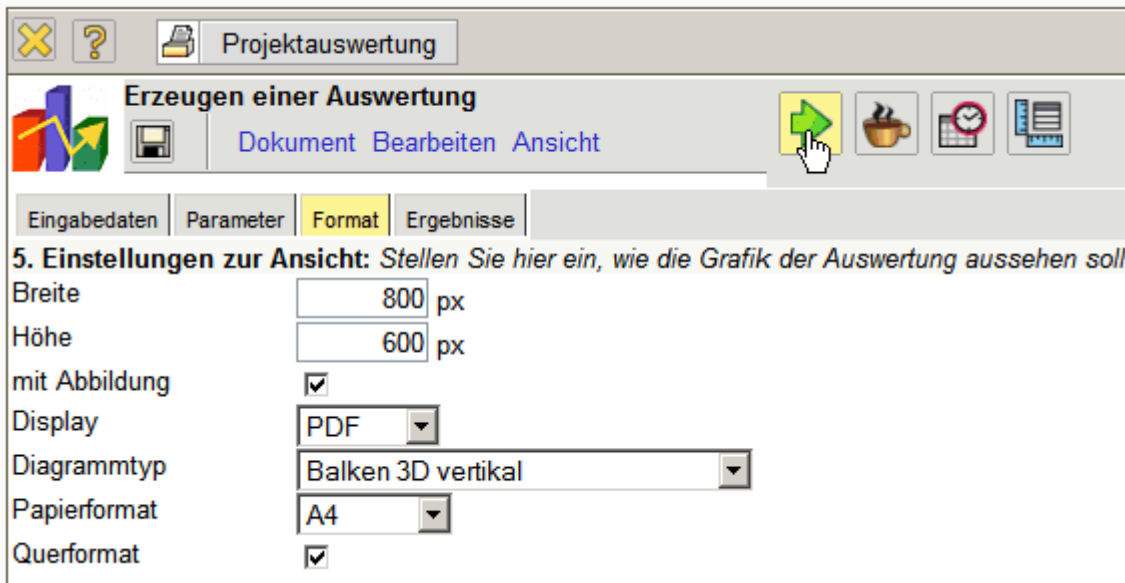 Projektauswertung
Erzeugen einer Auswertung
Dokument Bearbeiten Ansicht
Eingabedaten Parameter Format Ergebnisse
5. Einstellungen zur Ansicht: Stellen Sie hier ein, wie die Grafik der Auswertung aussehen soll
Breite 800 px
Höhe 600 px
mit Abbildung
Display PDF
Diagrammtyp Balken 3D vertikal
Papierformat A4
Querformat